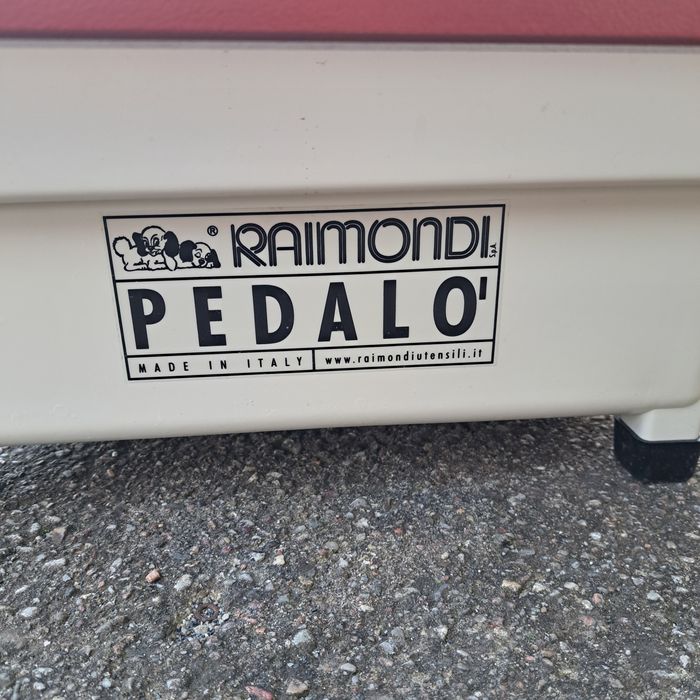 ® RAIMONDI S.p.A.
PEDALO'
MADE IN ITALY
www.raimondiutensili.it